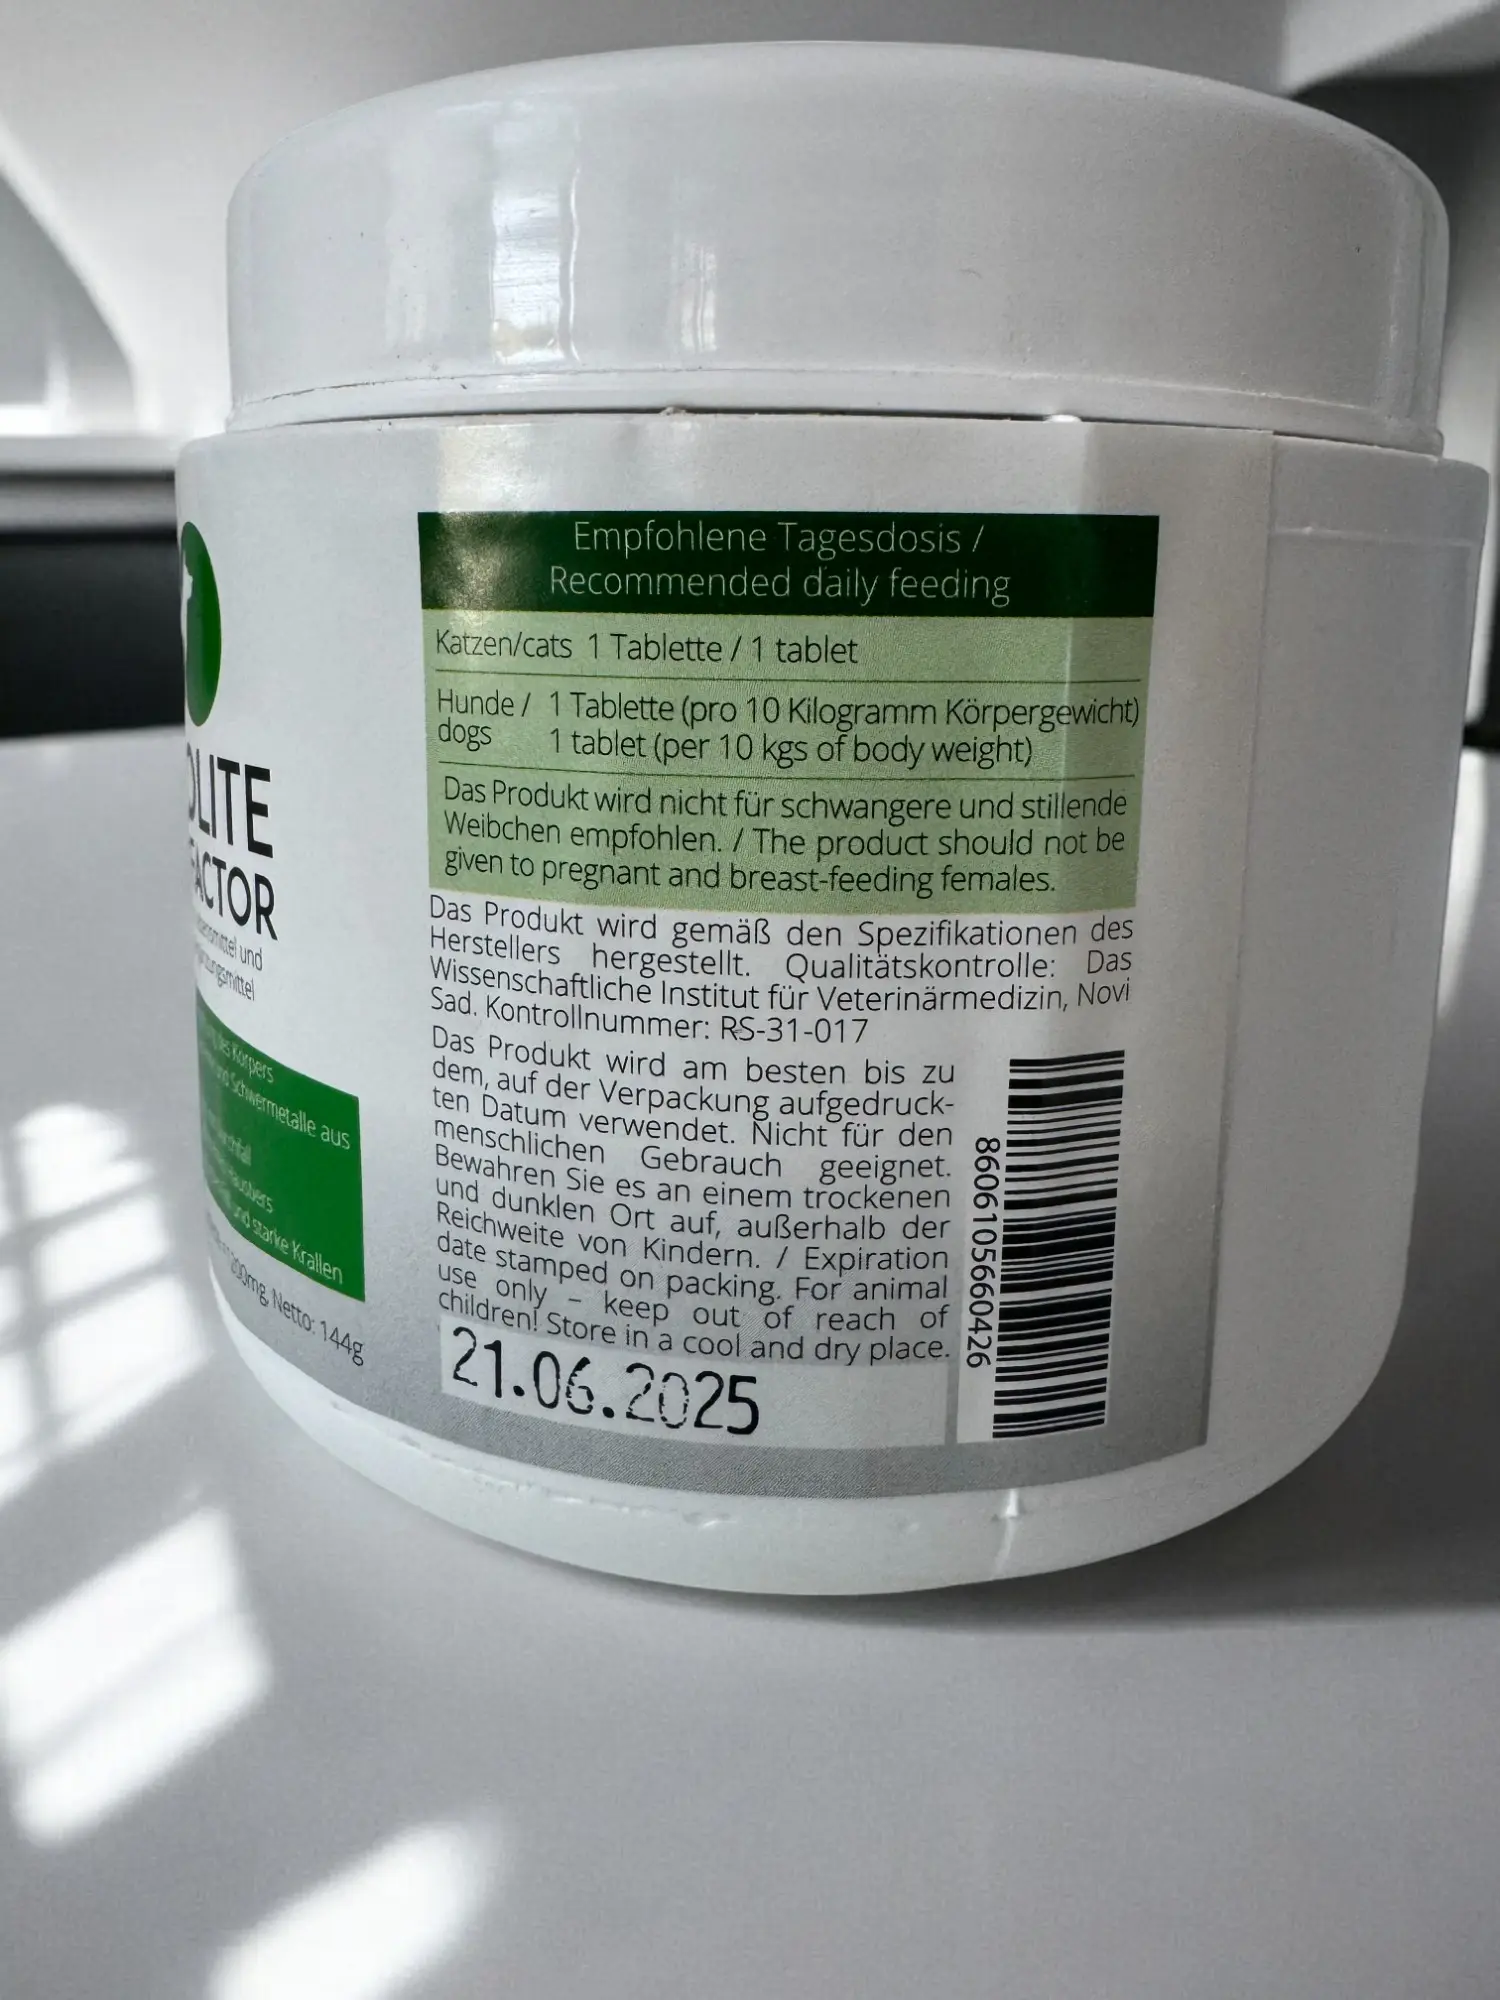 OLITE
FACTOR
und
Körpers
und Schwermetalle aus
und starke Krallen
200mg, Netto: 144g
Empfohlene Tagesdosis /
Recommended daily feeding
Katzen/cats 1 Tablette / 1 tablet
Hunde / 1 Tablette (pro 10 Kilogramm Körpergewicht)
dogs 1 tablet (per 10 kgs of body weight)
Das Produkt wird nicht für schwangere und stillende
Weibchen empfohlen. / The product should not be
given to pregnant and breast-feeding females.
Das Produkt wird gemäß den Spezifikationen des
Herstellers hergestellt. Qualitätskontrolle: Das
Wissenschaftliche Institut für Veterinärmedizin, Novi
Sad. Kontrollnummer: RS-31-017
Das Produkt wird am besten bis zu
dem, auf der Verpackung aufgedruck-
ten Datum verwendet. Nicht für den
menschlichen Gebrauch geeignet.
Bewahren Sie es an einem trockenen
und dunklen Ort auf, außerhalb der
Reichweite von Kindern. / Expiration
date stamped on packing. For animal
use only – keep out of reach of
children! Store in a cool and dry place.
21.06.2025
8606105660426